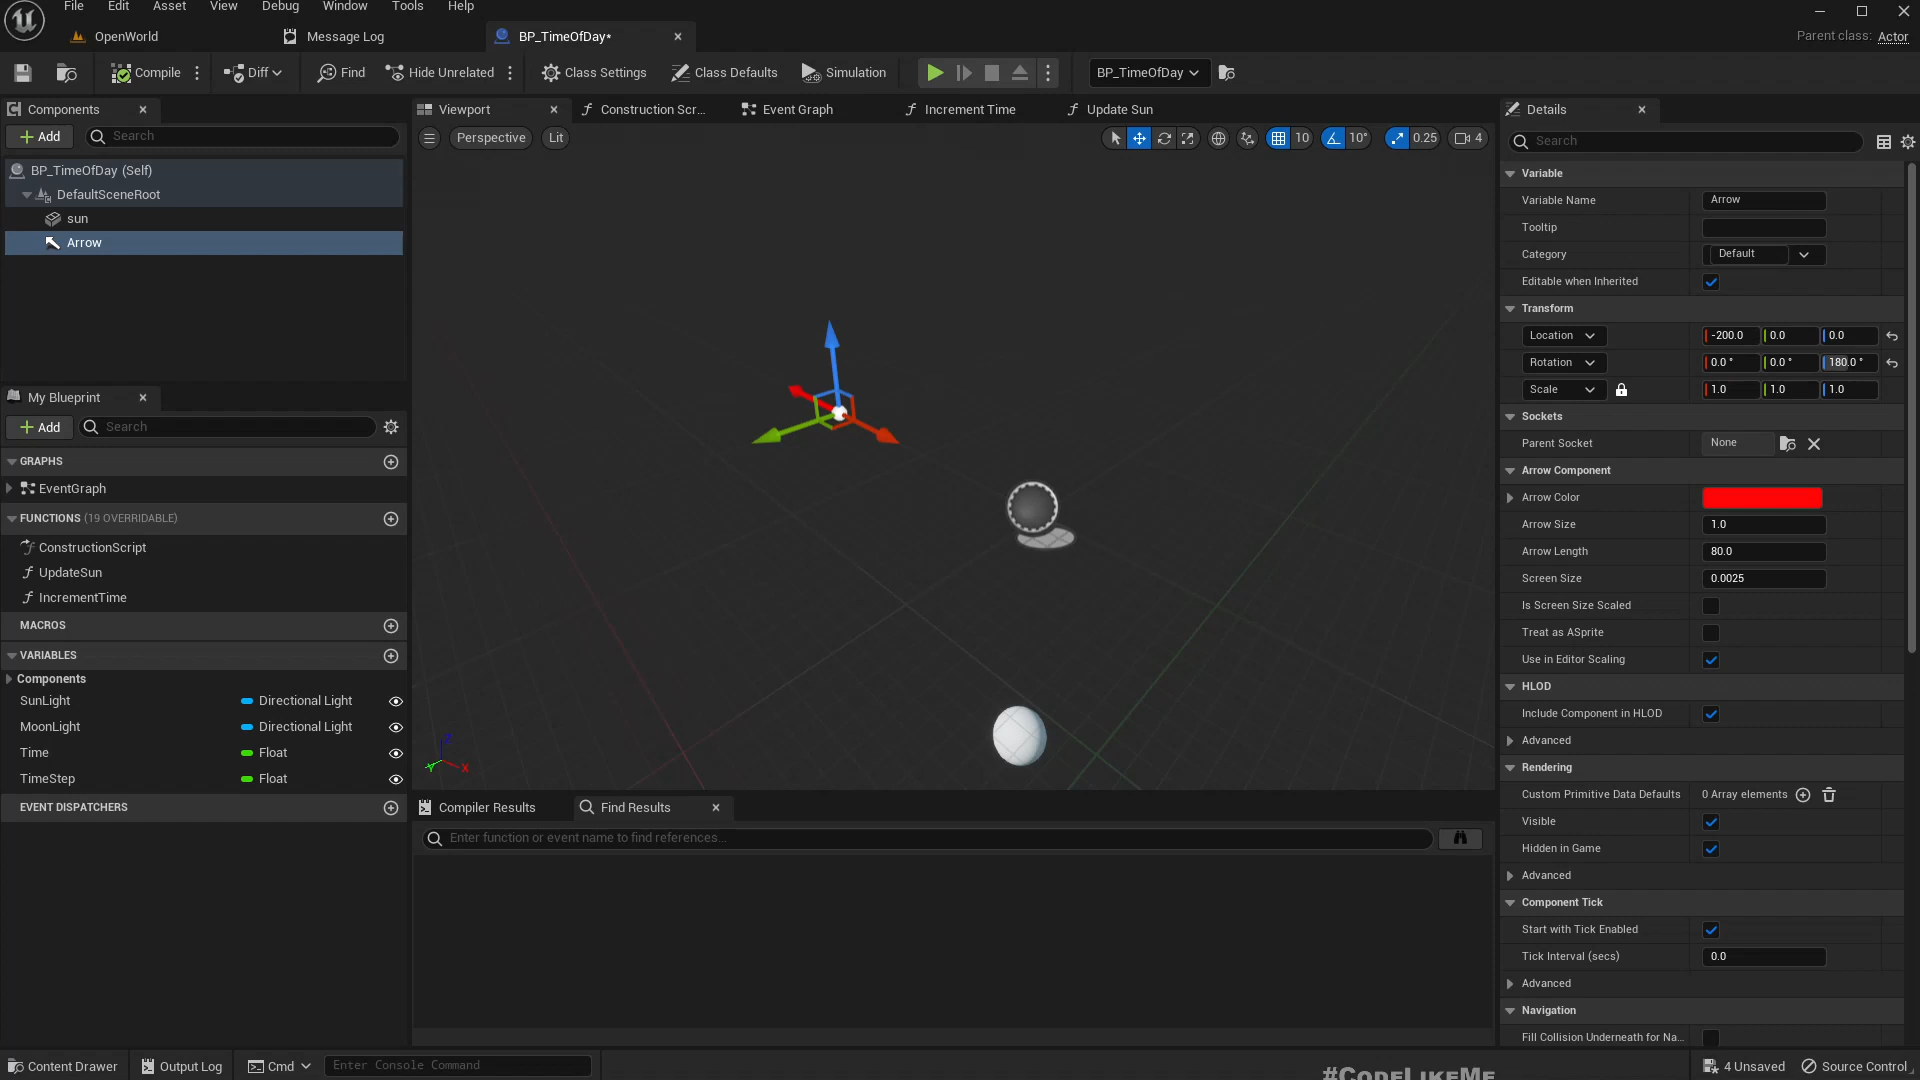 File Edit Asset View Debug Window Tools Help
OpenWorld Message Log BP_TimeOfDay*
Parent class: Actor
Compile Diff Find Hide Unrelated Class Settings Class Defaults Simulation BP_TimeOfDay
Components
Add Search
BP_TimeOfDay (Self)
DefaultSceneRoot
sun
Arrow
My Blueprint
Add Search
GRAPHS
EventGraph
FUNCTIONS (19 OVERRIDABLE)
ConstructionScript
UpdateSun
IncrementTime
MACROS
VARIABLES
Components
SunLight Directional Light
MoonLight Directional Light
Time Float
TimeStep Float
EVENT DISPATCHERS
Viewport Construction Scr... Event Graph Increment Time Update Sun
Perspective Lit 10 10° 0.25 4
Z
Y X
Compiler Results Find Results
Enter function or event name to find references...
Details
Search
Variable
Variable Name Arrow
Tooltip
Category Default
Editable when Inherited
Transform
Location -200.0 0.0 0.0
Rotation 0.0 ° 0.0 ° 180.0 °
Scale 1.0 1.0 1.0
Sockets
Parent Socket None
Arrow Component
Arrow Color
Arrow Size 1.0
Arrow Length 80.0
Screen Size 0.0025
Is Screen Size Scaled
Treat as ASprite
Use in Editor Scaling
HLOD
Include Component in HLOD
Advanced
Rendering
Custom Primitive Data Defaults 0 Array elements
Visible
Hidden in Game
Advanced
Component Tick
Start with Tick Enabled
Tick Interval (secs) 0.0
Advanced
Navigation
Fill Collision Underneath for Na...
Content Drawer Output Log Cmd Enter Console Command
#CODELIKEME
4 Unsaved Source Control